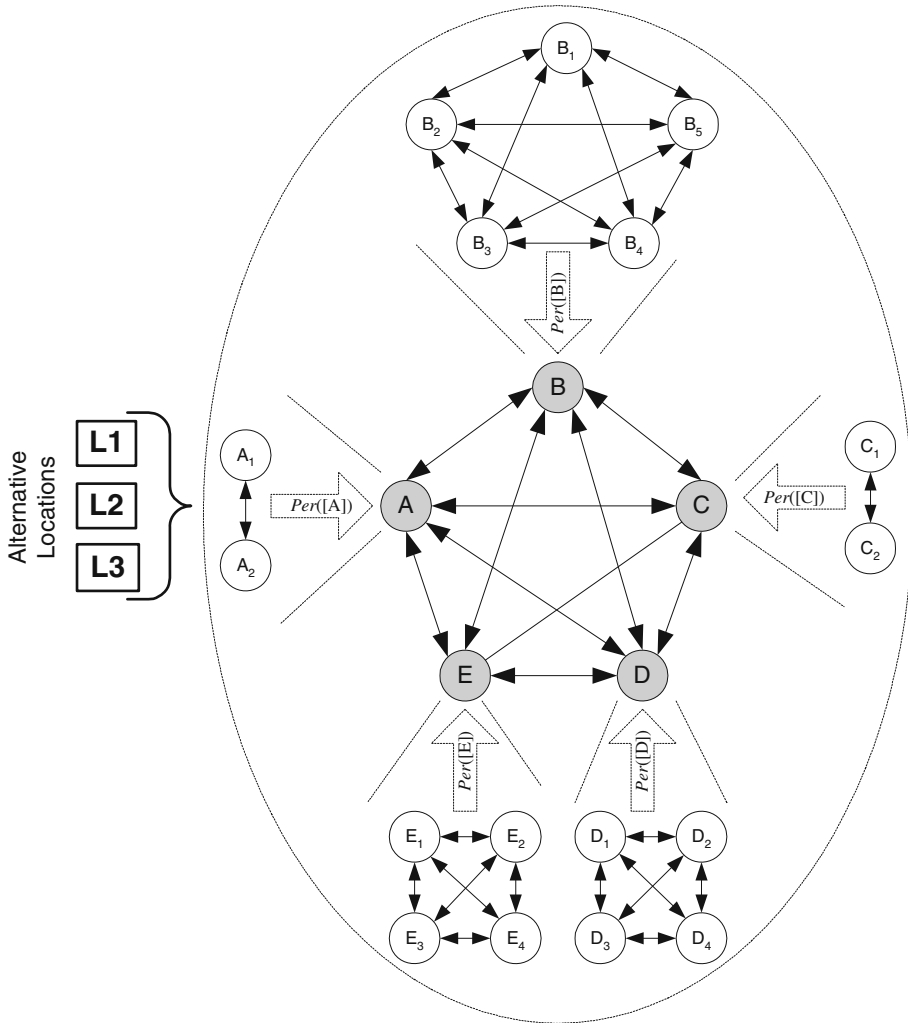 B₁
B₂
B₅
B₃
B₄
Per([B])
B
Alternative
Locations
L1
L2
L3
A₁
A₂
Per([A])
A
C
Per([C])
C₁
C₂
E
D
Per([E])
Per([D])
E₁
E₂
E₃
E₄
D₁
D₂
D₃
D₄